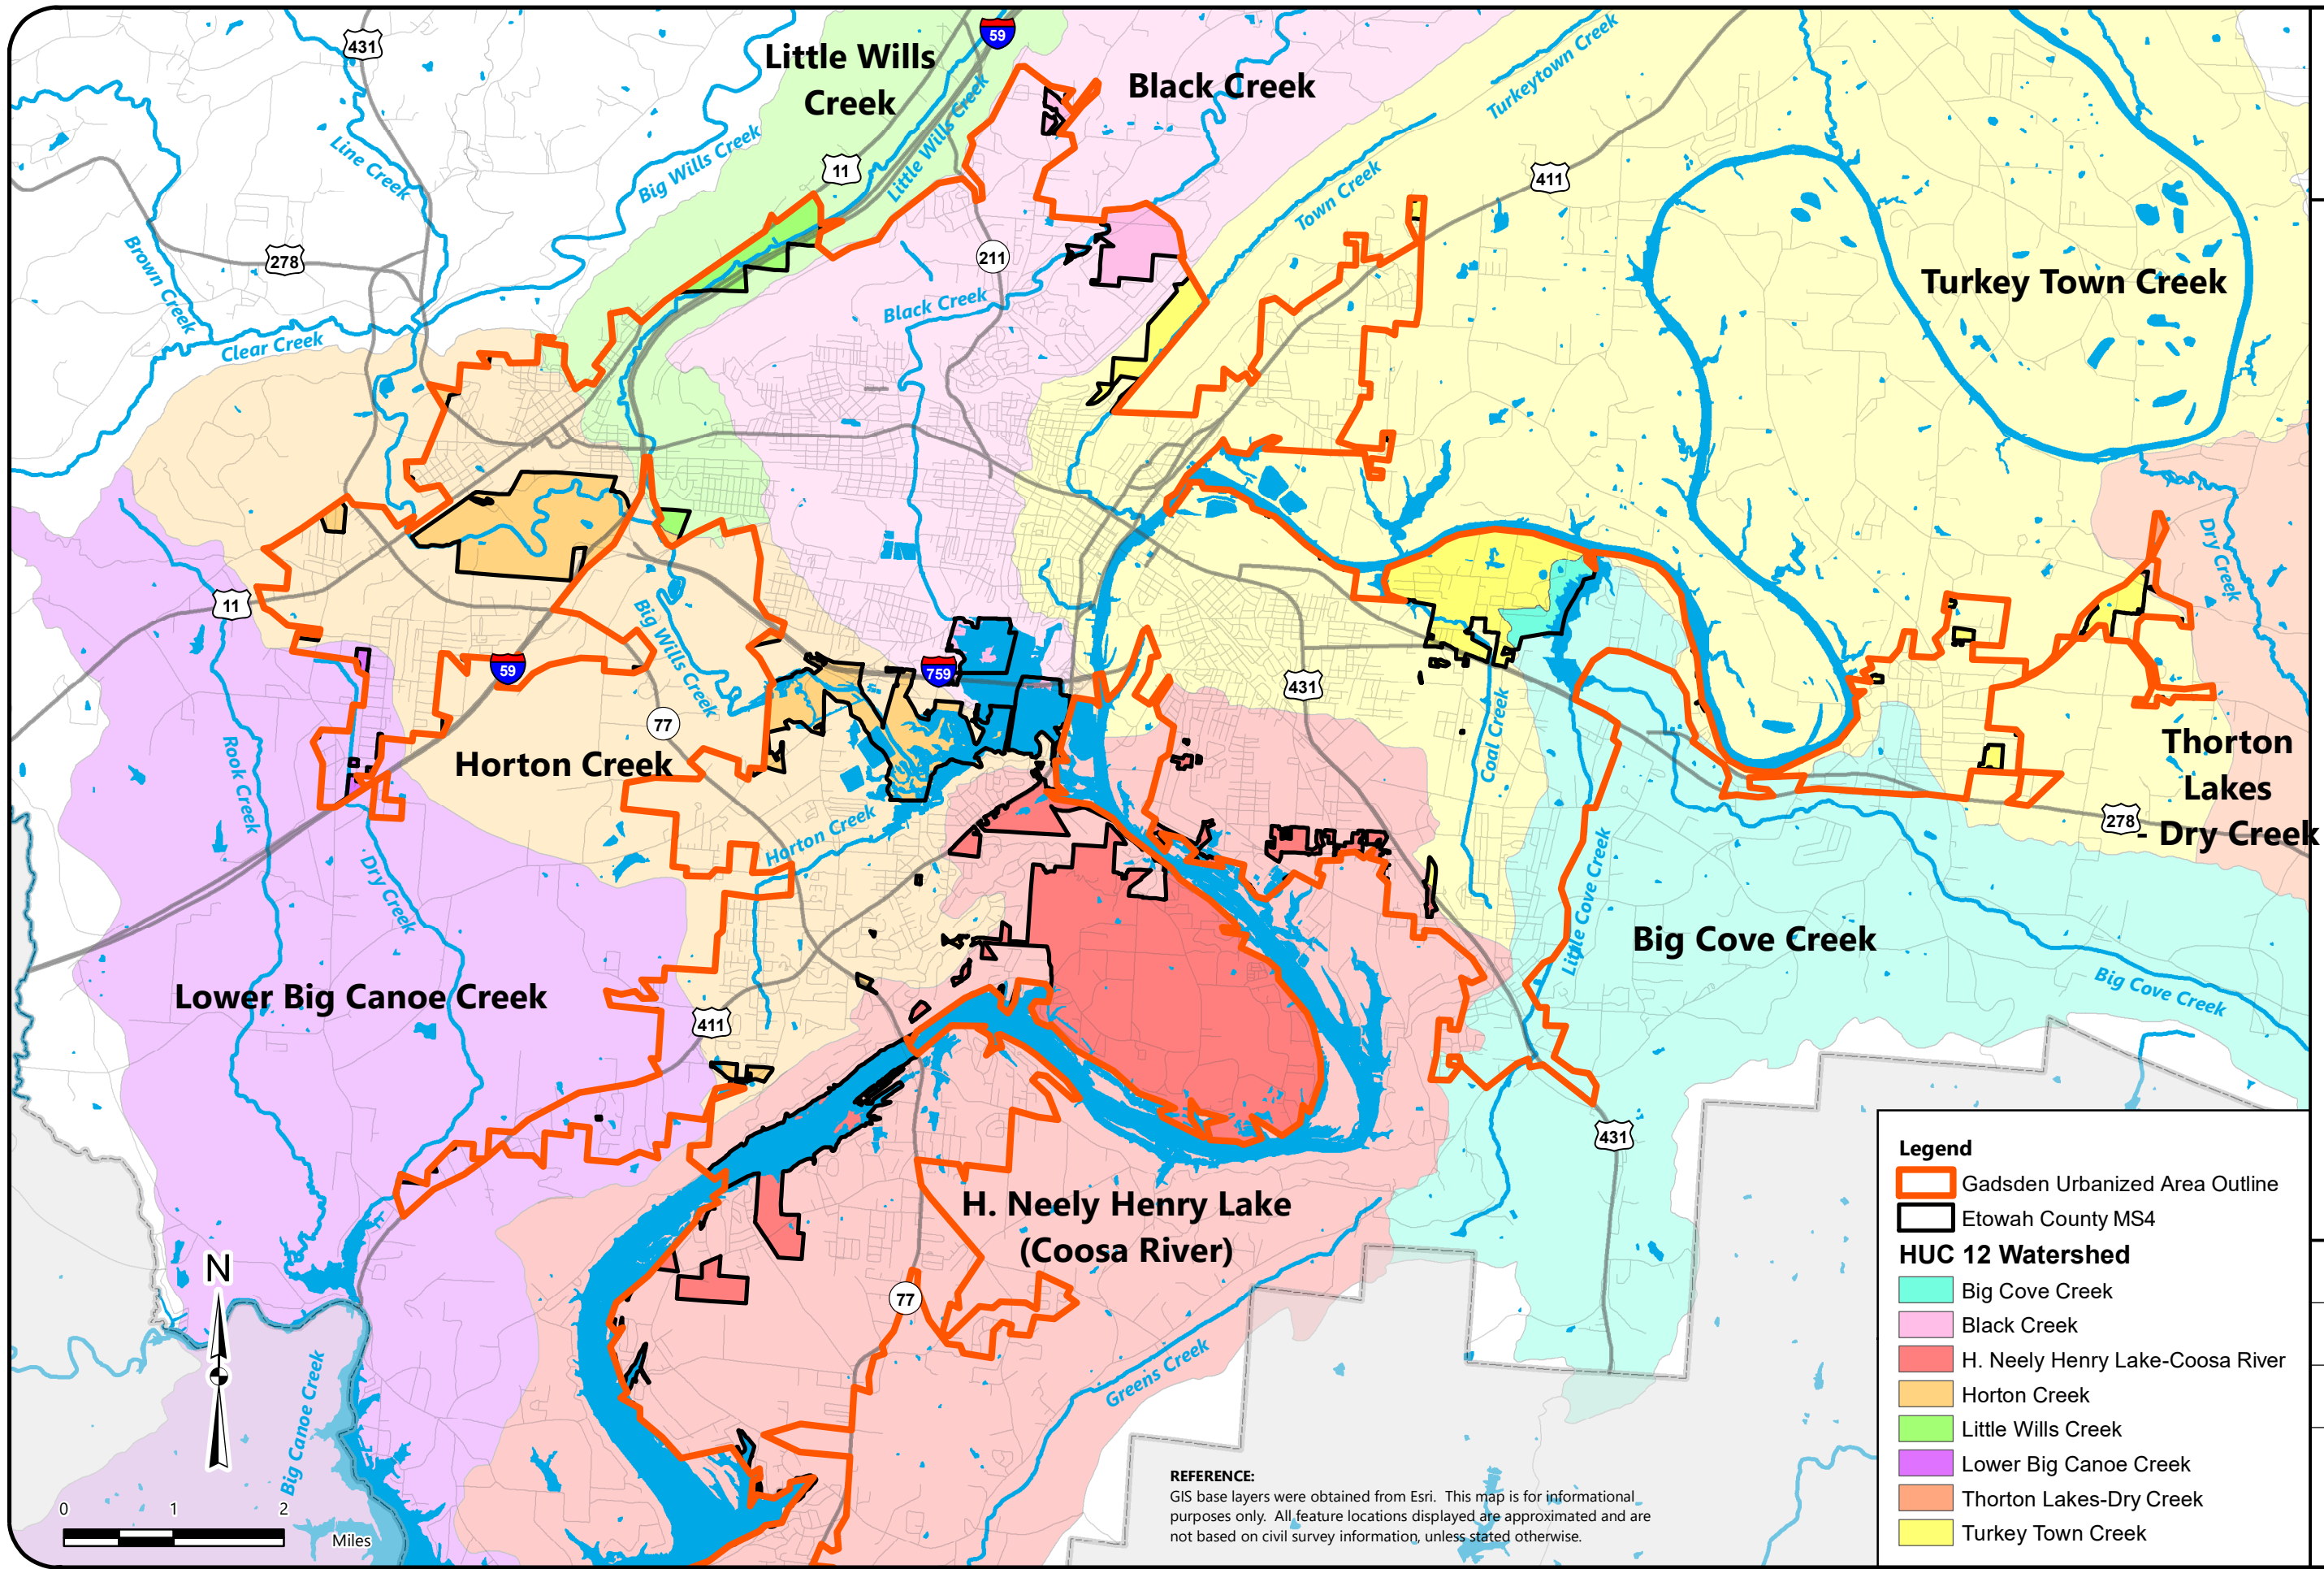 431
59
Little Wills
Creek
Black Creek
Turkeytown Creek
Line Creek
Big Wills Creek
11
Little Wills Creek
Town Creek
411
Brown Creek
278
211
Turkey Town Creek
Black Creek
Clear Creek
Dry Creek
11
Big Wills Creek
59
759
431
77
Coal Creek
Rook Creek
Horton Creek
Thorton
Lakes
- Dry Creek
278
Horton Creek
Dry Creek
Little Cove Creek
Big Cove Creek
Lower Big Canoe Creek
Big Cove Creek
411
431
H. Neely Henry Lake
(Coosa River)
77
Greens Creek
Big Canoe Creek
N
0 1 2
Miles
REFERENCE:
GIS base layers were obtained from Esri. This map is for informational
purposes only. All feature locations displayed are approximated and are
not based on civil survey information, unless stated otherwise.
Legend
Gadsden Urbanized Area Outline
Etowah County MS4
HUC 12 Watershed
Big Cove Creek
Black Creek
H. Neely Henry Lake-Coosa River
Horton Creek
Little Wills Creek
Lower Big Canoe Creek
Thorton Lakes-Dry Creek
Turkey Town Creek